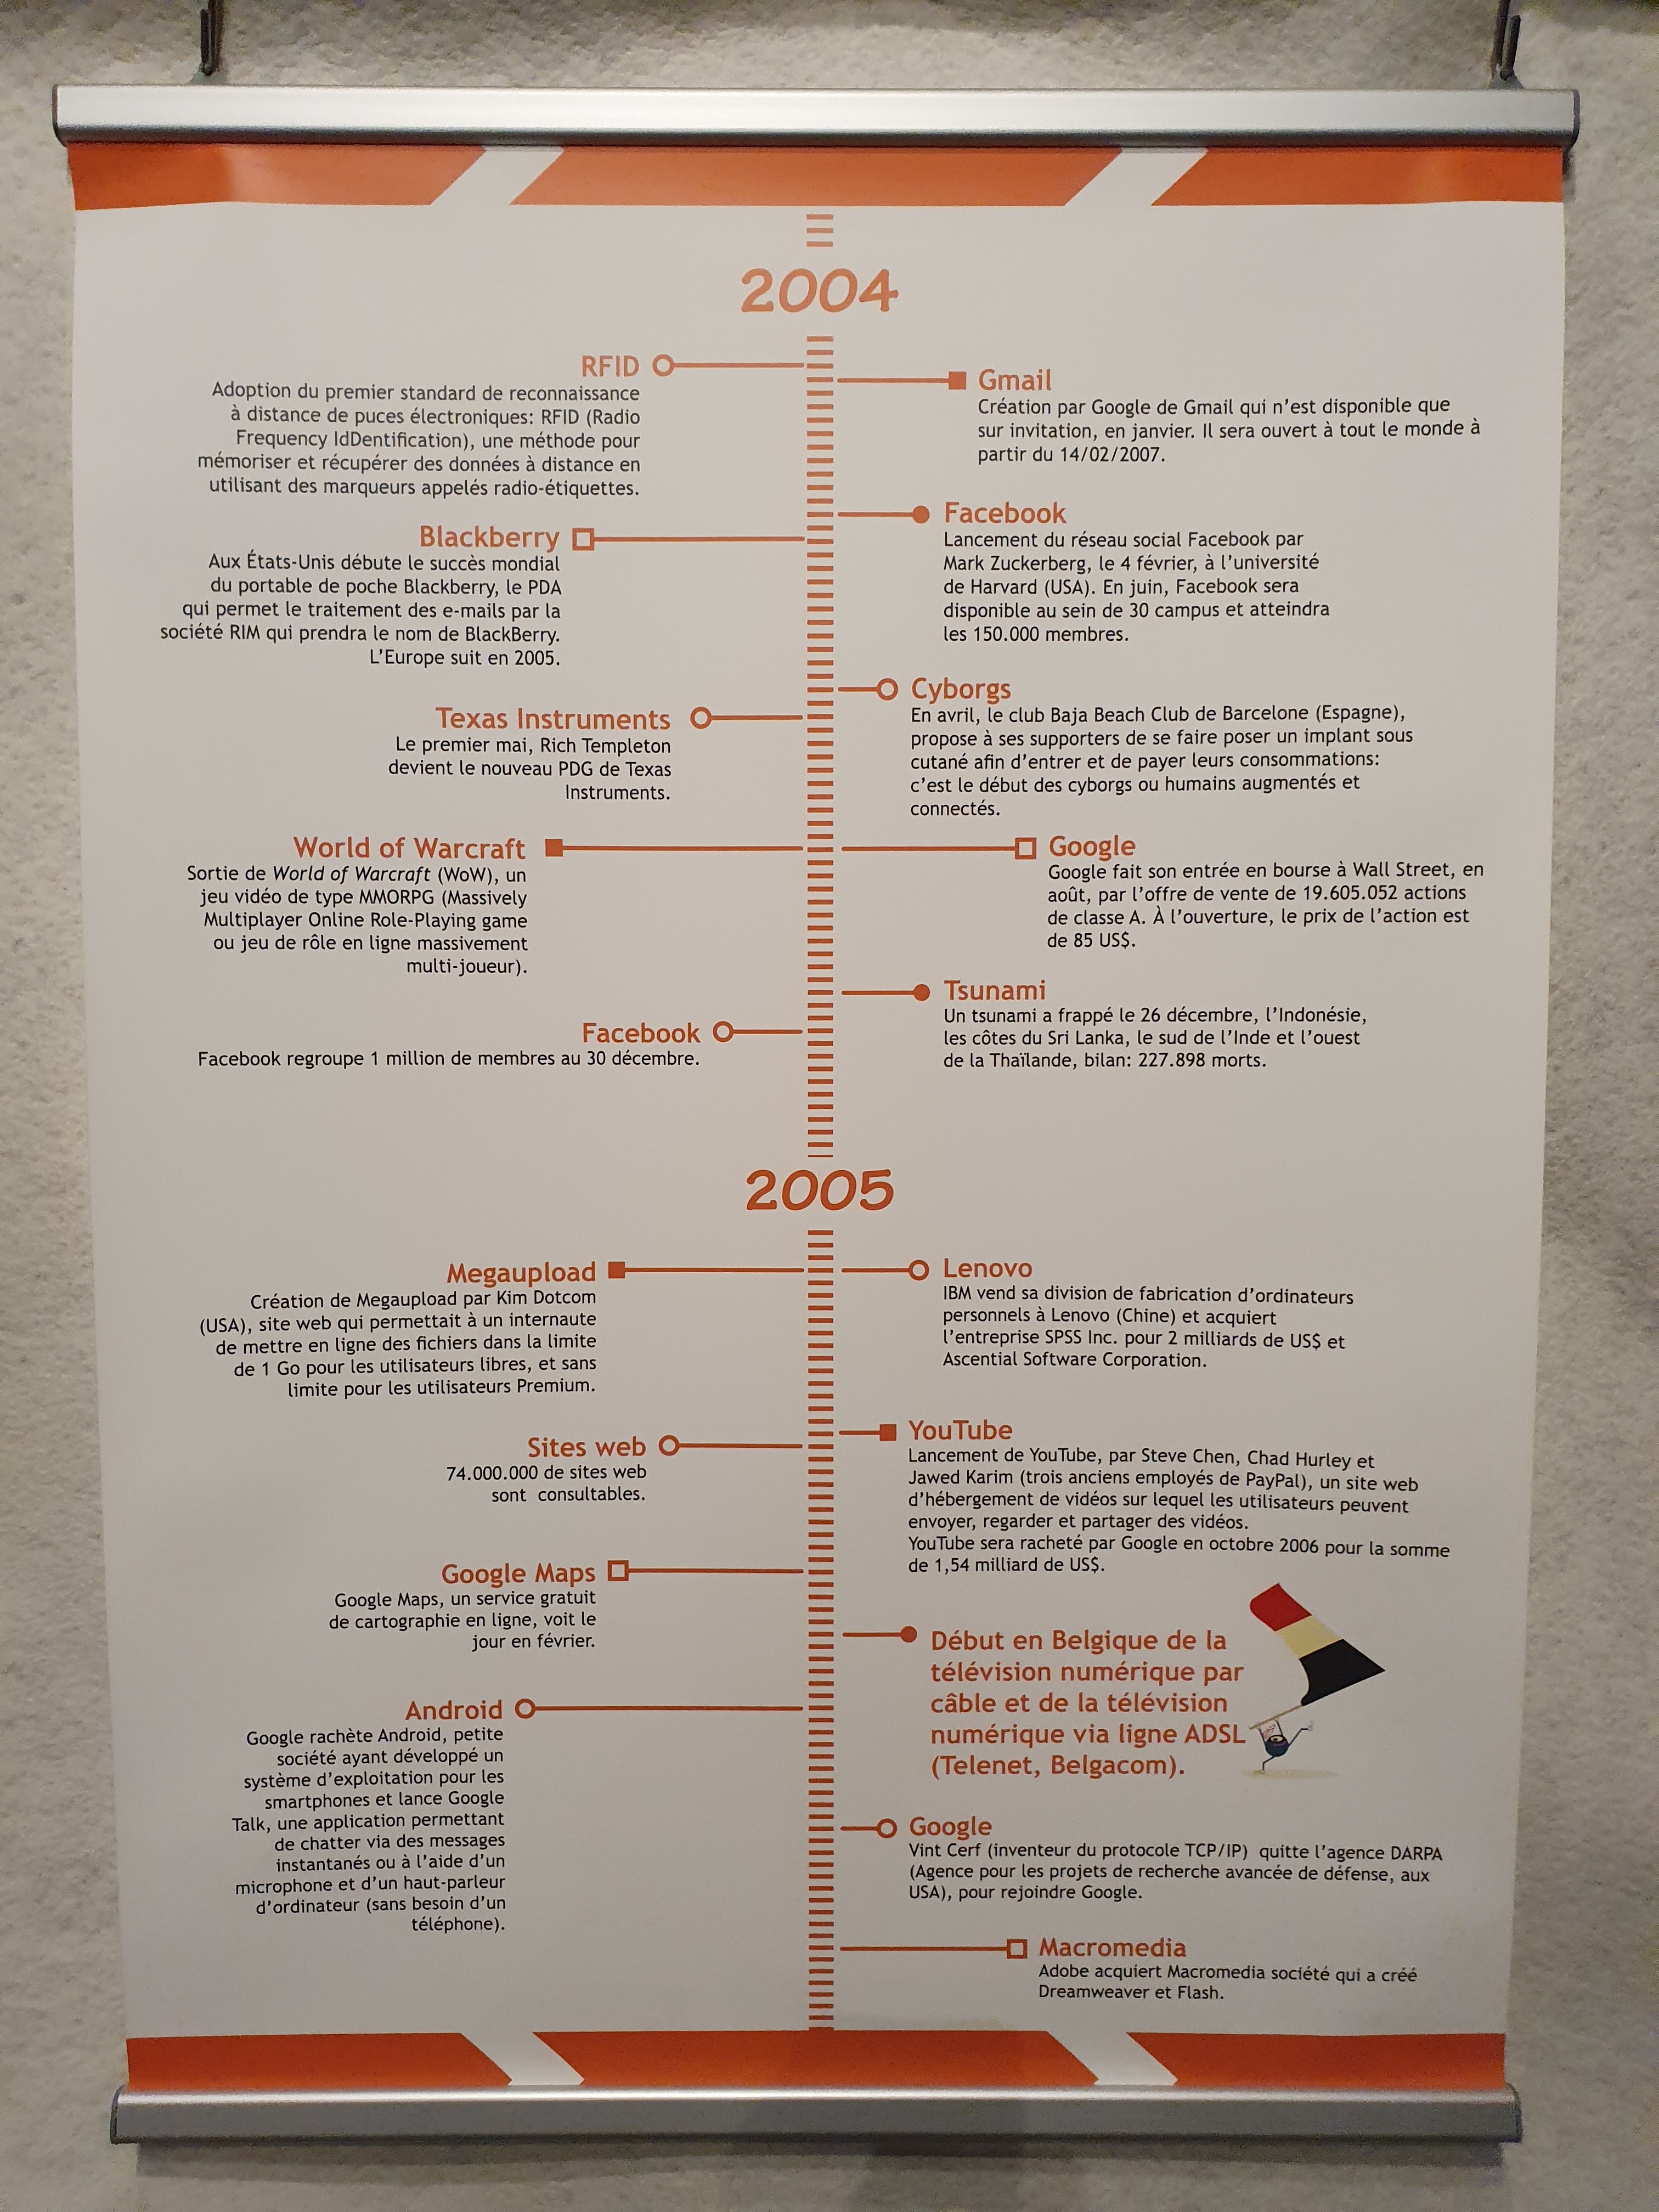 2004
RFID
Adoption du premier standard de reconnaissance
à distance de puces électroniques: RFID (Radio
Frequency IdDentification), une méthode pour
mémoriser et récupérer des données à distance en
utilisant des marqueurs appelés radio-étiquettes.
Gmail
Création par Google de Gmail qui n'est disponible que
sur invitation, en janvier. Il sera ouvert à tout le monde à
partir du 14/02/2007.
Facebook
Lancement du réseau social Facebook par
Mark Zuckerberg, le 4 février, à l'université
de Harvard (USA). En juin, Facebook sera
disponible au sein de 30 campus et atteindra
les 150.000 membres.
Blackberry
Aux États-Unis débute le succès mondial
du portable de poche Blackberry, le PDA
qui permet le traitement des e-mails par la
société RIM qui prendra le nom de BlackBerry.
L'Europe suit en 2005.
Cyborgs
En avril, le club Baja Beach Club de Barcelone (Espagne),
propose à ses supporters de se faire poser un implant sous
cutané afin d'entrer et de payer leurs consommations:
c'est le début des cyborgs ou humains augmentés et
connectés.
Texas Instruments
Le premier mai, Rich Templeton
devient le nouveau PDG de Texas
Instruments.
World of Warcraft
Sortie de World of Warcraft (WoW), un
jeu vidéo de type MMORPG (Massively
Multiplayer Online Role-Playing game
ou jeu de rôle en ligne massivement
multi-joueur).
Google
Google fait son entrée en bourse à Wall Street, en
août, par l'offre de vente de 19.605.052 actions
de classe A. À l'ouverture, le prix de l'action est
de 85 US$.
Tsunami
Un tsunami a frappé le 26 décembre, l'Indonésie,
les côtes du Sri Lanka, le sud de l'Inde et l'ouest
de la Thaïlande, bilan: 227.898 morts.
Facebook
Facebook regroupe 1 million de membres au 30 décembre.
2005
Megaupload
Création de Megaupload par Kim Dotcom
(USA), site web qui permettait à un internaute
de mettre en ligne des fichiers dans la limite
de 1 Go pour les utilisateurs libres, et sans
limite pour les utilisateurs Premium.
Lenovo
IBM vend sa division de fabrication d'ordinateurs
personnels à Lenovo (Chine) et acquiert
l'entreprise SPSS Inc. pour 2 milliards de US$ et
Ascential Software Corporation.
YouTube
Lancement de YouTube, par Steve Chen, Chad Hurley et
Jawed Karim (trois anciens employés de PayPal), un site web
d'hébergement de vidéos sur lequel les utilisateurs peuvent
envoyer, regarder et partager des vidéos.
YouTube sera racheté par Google en octobre 2006 pour la somme
de 1,54 milliard de US$.
Sites web
74.000.000 de sites web
sont consultables.
Google Maps
Google Maps, un service gratuit
de cartographie en ligne, voit le
jour en février.
Début en Belgique de la
télévision numérique par
câble et de la télévision
numérique via ligne ADSL
(Telenet, Belgacom).
Android
Google rachète Android, petite
société ayant développé un
système d'exploitation pour les
smartphones et lance Google
Talk, une application permettant
de chatter via des messages
instantanés ou à l'aide d'un
microphone et d'un haut-parleur
d'ordinateur (sans besoin d'un
téléphone).
Google
Vint Cerf (inventeur du protocole TCP/IP) quitte l'agence DARPA
(Agence pour les projets de recherche avancée de défense, aux
USA), pour rejoindre Google.
Macromedia
Adobe acquiert Macromedia société qui a créé
Dreamweaver et Flash.